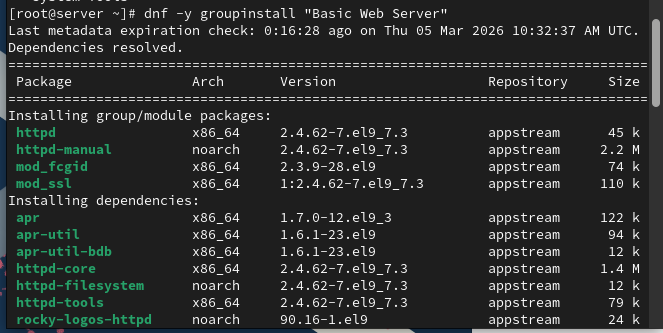 [root@server ~]# dnf -y groupinstall "Basic Web Server"
Last metadata expiration check: 0:16:28 ago on Thu 05 Mar 2026 10:32:37 AM UTC.
Dependencies resolved.
================================================================================
Package Arch Version Repository Size
================================================================================
Installing group/module packages:
httpd x86_64 2.4.62-7.el9_7.3 appstream 45 k
httpd-manual noarch 2.4.62-7.el9_7.3 appstream 2.2 M
mod_fcgid x86_64 2.3.9-28.el9 appstream 74 k
mod_ssl x86_64 1:2.4.62-7.el9_7.3 appstream 110 k
Installing dependencies:
apr x86_64 1.7.0-12.el9_3 appstream 122 k
apr-util x86_64 1.6.1-23.el9 appstream 94 k
apr-util-bdb x86_64 1.6.1-23.el9 appstream 12 k
httpd-core x86_64 2.4.62-7.el9_7.3 appstream 1.4 M
httpd-filesystem noarch 2.4.62-7.el9_7.3 appstream 12 k
httpd-tools x86_64 2.4.62-7.el9_7.3 appstream 79 k
rocky-logos-httpd noarch 90.16-1.el9 appstream 24 k